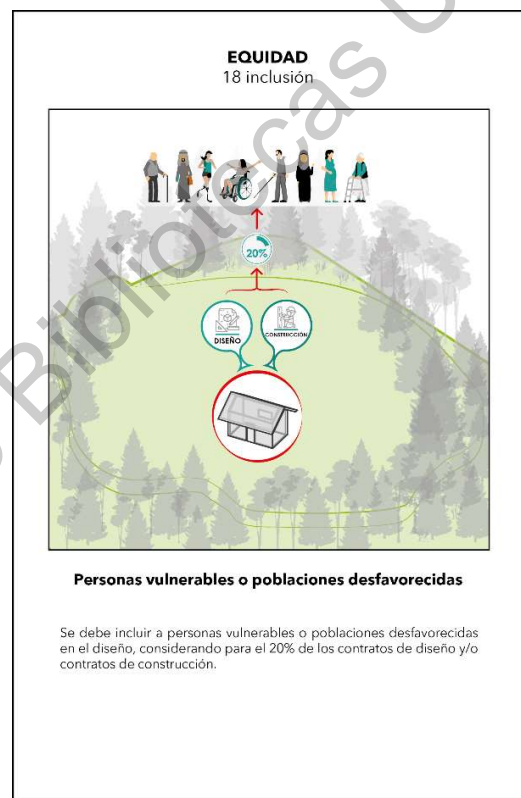 EQUIDAD
18 inclusión
20%
DISEÑO
CONSTRUCCIÓN
Personas vulnerables o poblaciones desfavorecidas
Se debe incluir a personas vulnerables o poblaciones desfavorecidas
en el diseño, considerando para el 20% de los contratos de diseño y/o
contratos de construcción.
Bibliotecas